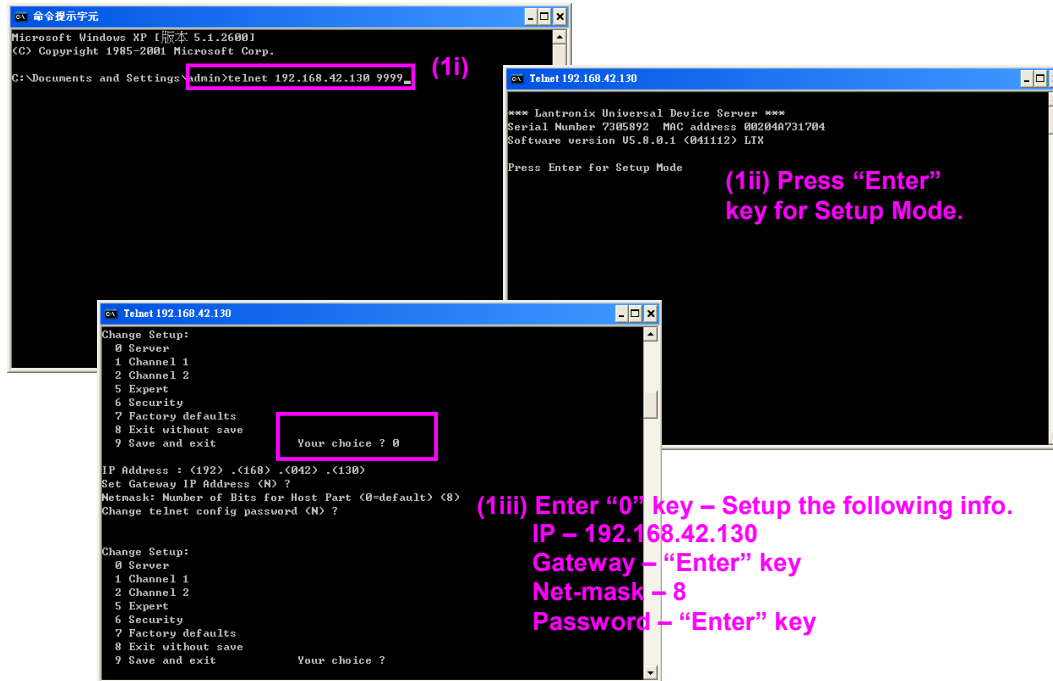 命令提示字元
Microsoft Windows XP [版本 5.1.2600]
(C) Copyright 1985-2001 Microsoft Corp.
C:\Documents and Settings\admin>telnet 192.168.42.130 9999_
(1i)
Telnet 192.168.42.130
*** Lantronix Universal Device Server ***
Serial Number 7305892 MAC address 00204A731704
Software version V5.8.0.1 (041112) LTX
Press Enter for Setup Mode
(1ii) Press “Enter”
key for Setup Mode.
Telnet 192.168.42.130
Change Setup:
0 Server
1 Channel 1
2 Channel 2
5 Expert
6 Security
7 Factory defaults
8 Exit without save
9 Save and exit Your choice ? 0
IP Address : (192) .(168) .(042) .(130)
Set Gateway IP Address (N) ?
Netmask: Number of Bits for Host Part (0=default) (8)
Change telnet config password (N) ?
(1iii) Enter “0” key – Setup the following info.
IP – 192.168.42.130
Gateway – “Enter” key
Net-mask – 8
Password – “Enter” key
Change Setup:
0 Server
1 Channel 1
2 Channel 2
5 Expert
6 Security
7 Factory defaults
8 Exit without save
9 Save and exit Your choice ?